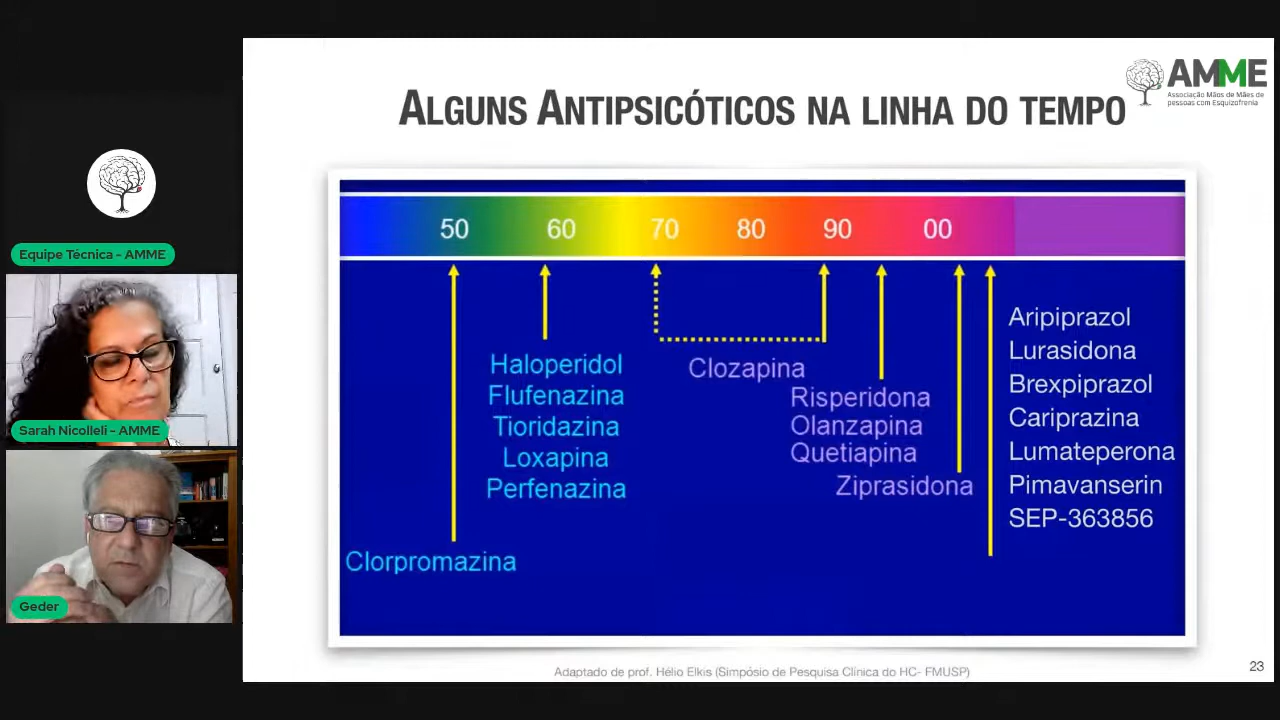 AMME
Associação Mãos de Mães de
pessoas com Esquizofrenia
ALGUNS ANTIPSICÓTICOS NA LINHA DO TEMPO
50 60 70 80 90 00
Equipe Técnica - AMME
Sarah Nicolleli - AMME
Geder
Haloperidol
Flufenazina
Tioridazina
Loxapina
Perfenazina
Clorpromazina
Clozapina
Risperidona
Olanzapina
Quetiapina
Ziprasidona
Aripiprazol
Lurasidona
Brexpiprazol
Cariprazina
Lumateperona
Pimavanserin
SEP-363856
Adaptado de prof. Hélio Elkis (Simpósio de Pesquisa Clínica do HC- FMUSP)
23